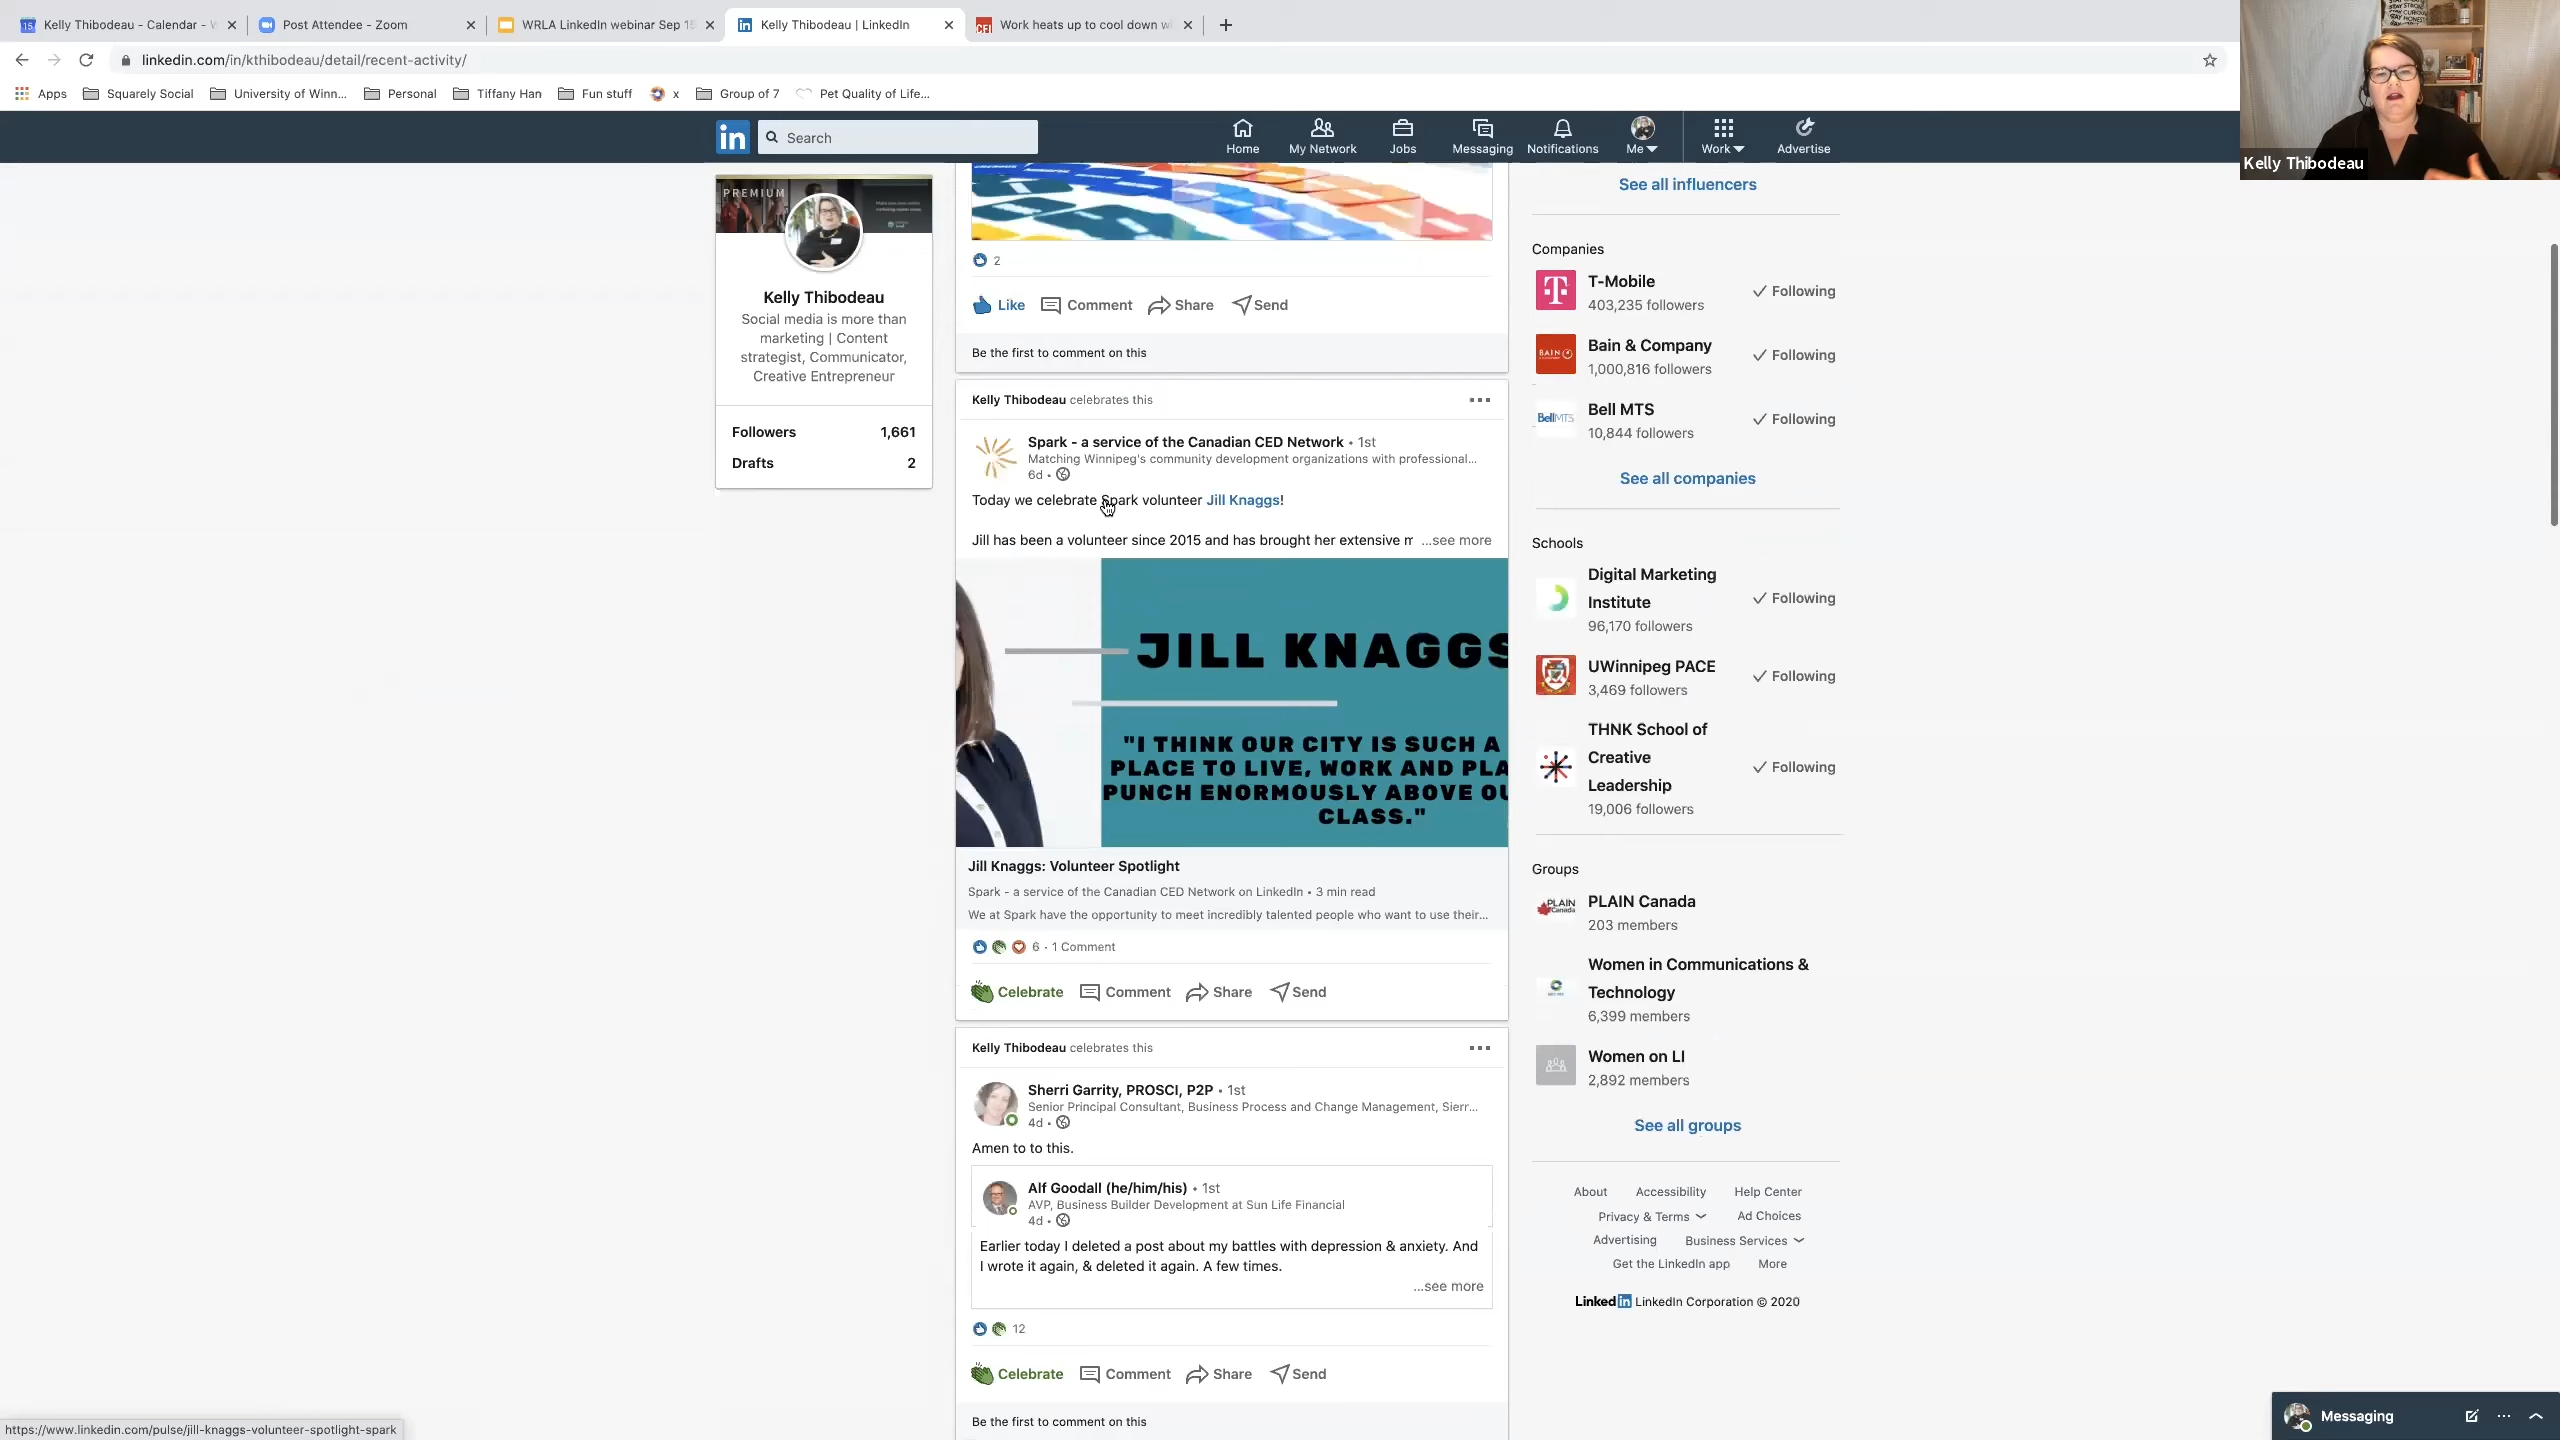 Kelly Thibodeau - Calendar - W
Post Attendee - Zoom
WRLA LinkedIn webinar Sep 15
Kelly Thibodeau | LinkedIn
Work heats up to cool down wi
linkedin.com/in/kthibodeau/detail/recent-activity/
Apps
Squarely Social
University of Winn...
Personal
Tiffany Han
Fun stuff
x
Group of 7
Pet Quality of Life...
Kelly Thibodeau
in
Search
Home
My Network
Jobs
Messaging
Notifications
Me
Work
Advertise
PREMIUM
Kelly Thibodeau
Social media is more than
marketing | Content
strategist, Communicator,
Creative Entrepreneur
Followers 1,661
Drafts 2
2
Like Comment Share Send
Be the first to comment on this
Kelly Thibodeau celebrates this
Spark - a service of the Canadian CED Network • 1st
Matching Winnipeg's community development organizations with professional...
6d •
Today we celebrate Spark volunteer Jill Knaggs!
Jill has been a volunteer since 2015 and has brought her extensive m ...see more
JILL KNAGGS
"I THINK OUR CITY IS SUCH A
PLACE TO LIVE, WORK AND PLA
PUNCH ENORMOUSLY ABOVE OU
CLASS."
Jill Knaggs: Volunteer Spotlight
Spark - a service of the Canadian CED Network on LinkedIn • 3 min read
We at Spark have the opportunity to meet incredibly talented people who want to use their...
6 · 1 Comment
Celebrate Comment Share Send
Kelly Thibodeau celebrates this
Sherri Garrity, PROSCI, P2P • 1st
Senior Principal Consultant, Business Process and Change Management, Sierr...
4d •
Amen to to this.
Alf Goodall (he/him/his) • 1st
AVP, Business Builder Development at Sun Life Financial
4d •
Earlier today I deleted a post about my battles with depression & anxiety. And
I wrote it again, & deleted it again. A few times.
...see more
12
Celebrate Comment Share Send
Be the first to comment on this
See all influencers
Companies
T-Mobile
403,235 followers
Following
Bain & Company
1,000,816 followers
Following
Bell MTS
10,844 followers
Following
See all companies
Schools
Digital Marketing
Institute
96,170 followers
Following
UWinnipeg PACE
3,469 followers
Following
THNK School of
Creative
Leadership
19,006 followers
Following
Groups
PLAIN Canada
203 members
Women in Communications &
Technology
6,399 members
Women on LI
2,892 members
See all groups
About Accessibility Help Center
Privacy & Terms Ad Choices
Advertising Business Services
Get the LinkedIn app More
LinkedIn LinkedIn Corporation © 2020
Messaging
https://www.linkedin.com/pulse/jill-knaggs-volunteer-spotlight-spark